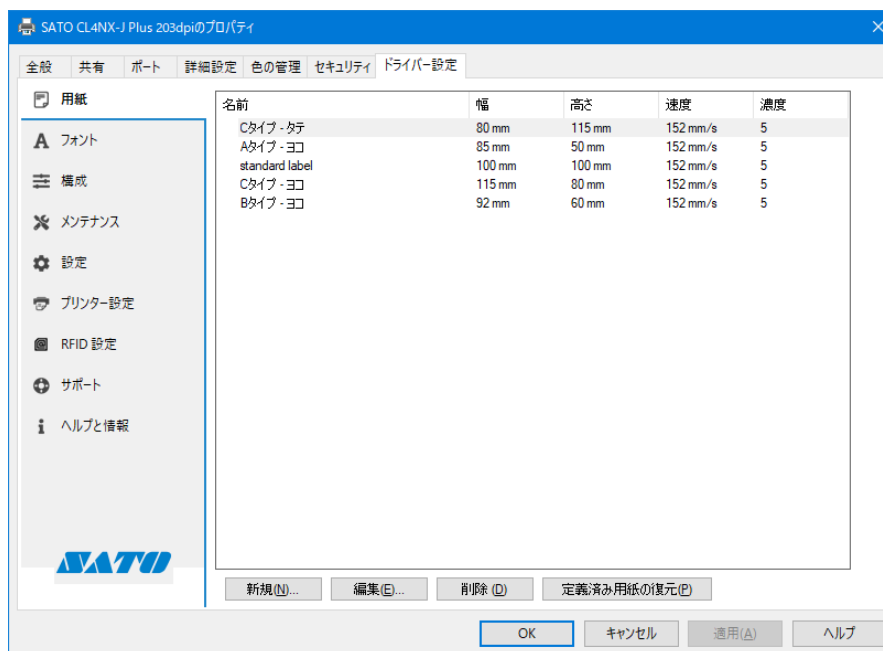 SATO CL4NX-J Plus 203dpiのプロパティ
全般 共有 ポート 詳細設定 色の管理 セキュリティ ドライバー設定
用紙
フォント
構成
メンテナンス
設定
プリンター設定
RFID 設定
サポート
ヘルプと情報
SATO
名前 幅 高さ 速度 濃度
Cタイプ - タテ 80 mm 115 mm 152 mm/s 5
Aタイプ - ヨコ 85 mm 50 mm 152 mm/s 5
standard label 100 mm 100 mm 152 mm/s 5
Cタイプ - ヨコ 115 mm 80 mm 152 mm/s 5
Bタイプ - ヨコ 92 mm 60 mm 152 mm/s 5
新規(N)... 編集(E)... 削除 (D) 定義済み用紙の復元(P)
OK キャンセル 適用(A) ヘルプ